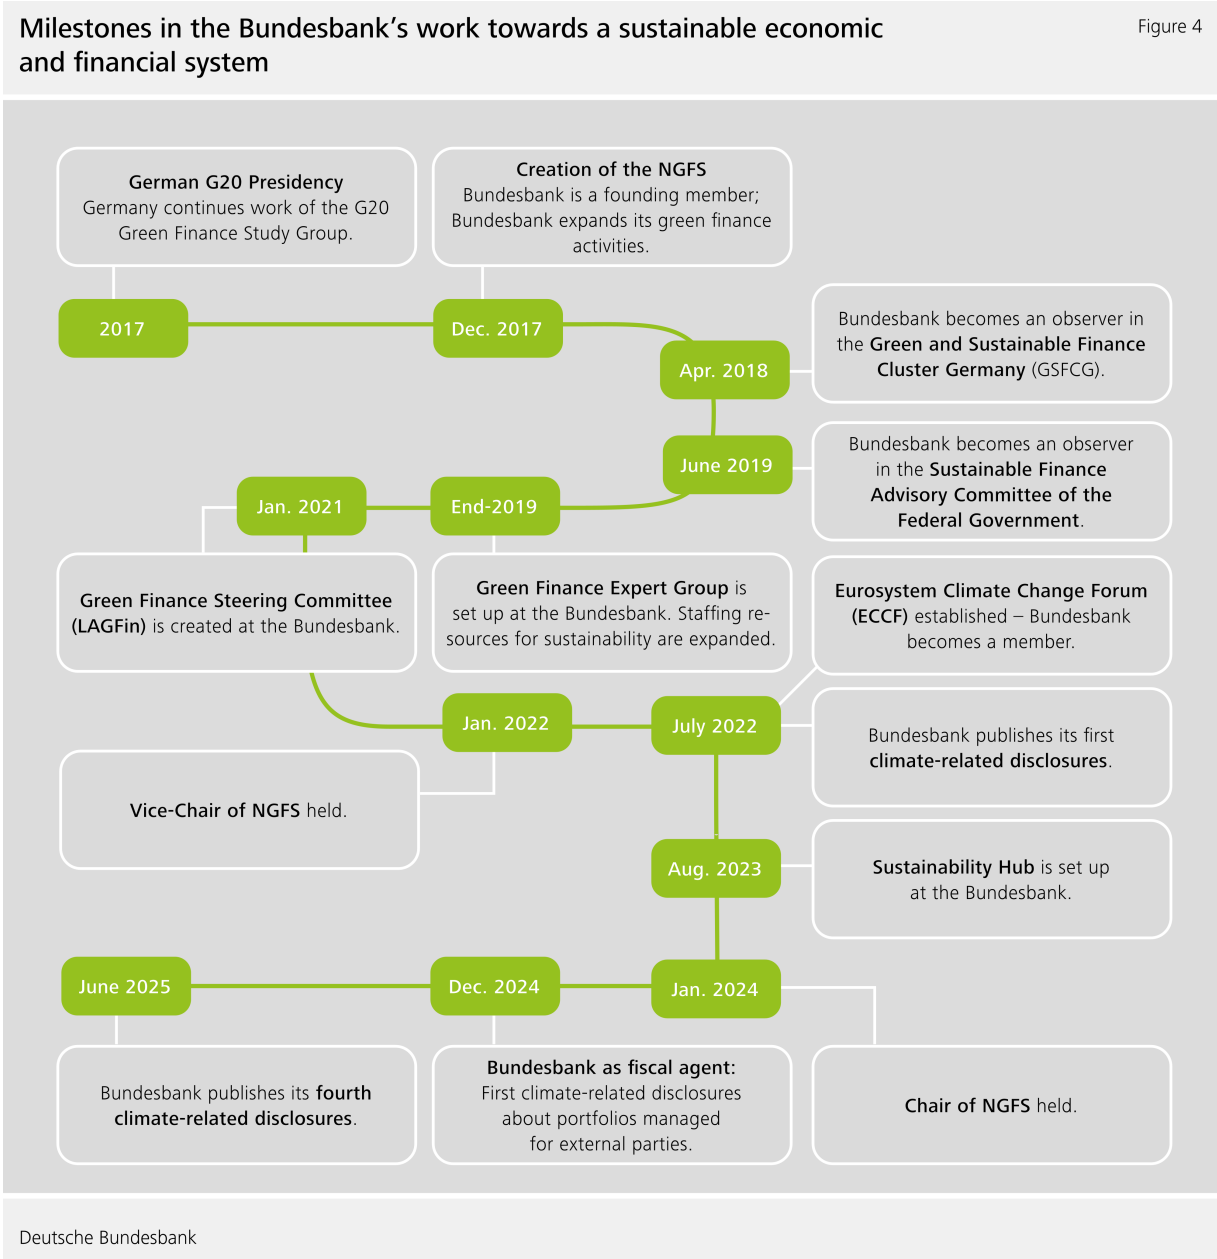 Milestones in the Bundesbank’s work towards a sustainable economic
and financial system
Figure 4
German G20 Presidency
Germany continues work of the G20
Green Finance Study Group.
Creation of the NGFS
Bundesbank is a founding member;
Bundesbank expands its green finance
activities.
2017
Dec. 2017
Apr. 2018
Bundesbank becomes an observer in
the Green and Sustainable Finance
Cluster Germany (GSFCG).
June 2019
Bundesbank becomes an observer
in the Sustainable Finance
Advisory Committee of the
Federal Government.
End-2019
Green Finance Expert Group is
set up at the Bundesbank. Staffing re-
sources for sustainability are expanded.
Jan. 2021
Green Finance Steering Committee
(LAGFin) is created at the Bundesbank.
Jan. 2022
Vice-Chair of NGFS held.
July 2022
Eurosystem Climate Change Forum
(ECCF) established – Bundesbank
becomes a member.
Bundesbank publishes its first
climate-related disclosures.
Aug. 2023
Sustainability Hub is set up
at the Bundesbank.
Jan. 2024
Chair of NGFS held.
Dec. 2024
Bundesbank as fiscal agent:
First climate-related disclosures
about portfolios managed
for external parties.
June 2025
Bundesbank publishes its fourth
climate-related disclosures.
Deutsche Bundesbank